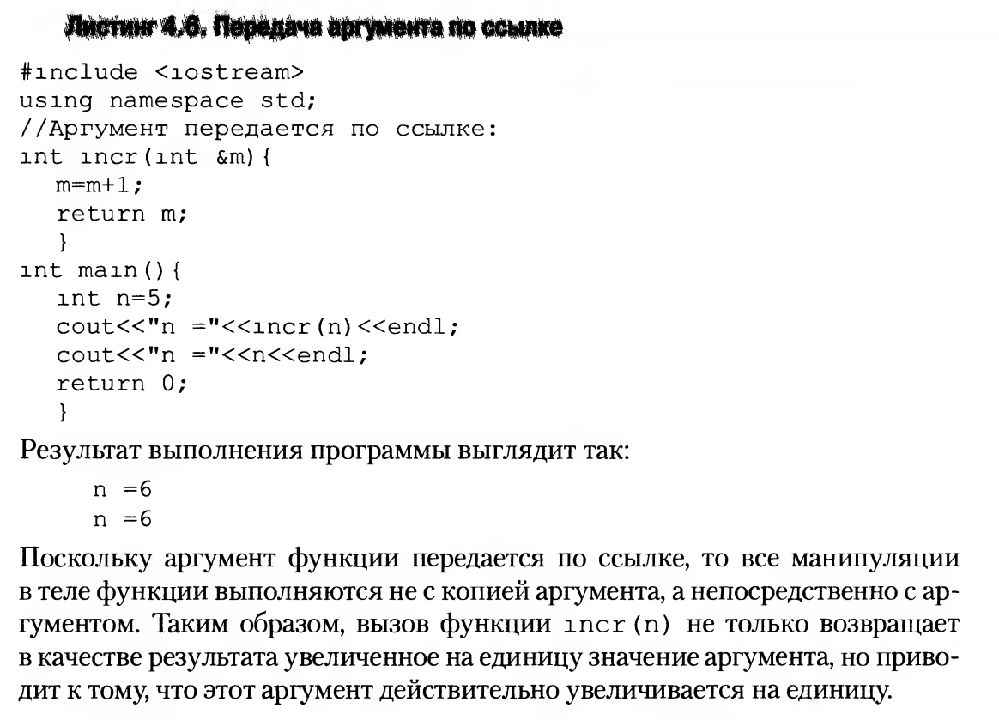 Листинг 4.6. Передача аргумента по ссылке
#include <iostream>
using namespace std;
//Аргумент передается по ссылке:
int incr(int &m){
m=m+1;
return m;
}
int main(){
int n=5;
cout<<"n ="<<incr(n)<<endl;
cout<<"n ="<<n<<endl;
return 0;
}
Результат выполнения программы выглядит так:
n =6
n =6
Поскольку аргумент функции передается по ссылке, то все манипуляции
в теле функции выполняются не с копией аргумента, а непосредственно с ар-
гументом. Таким образом, вызов функции incr(n) не только возвращает
в качестве результата увеличенное на единицу значение аргумента, но приво-
дит к тому, что этот аргумент действительно увеличивается на единицу.